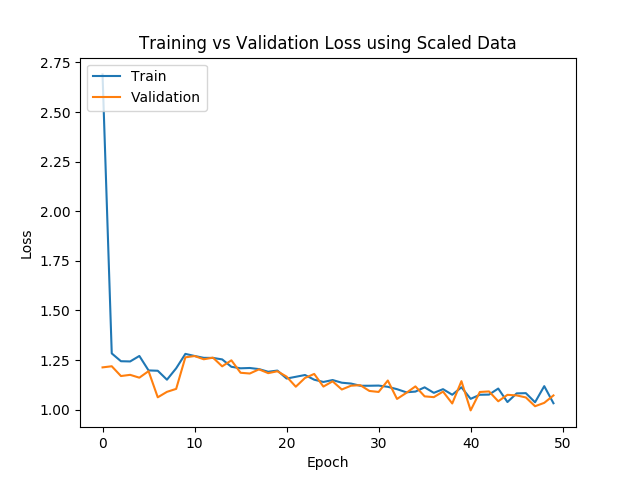 Training vs Validation Loss using Scaled Data
Train
Validation
2.75
2.50
2.25
2.00
1.75
1.50
1.25
1.00
Loss
0 10 20 30 40 50
Epoch